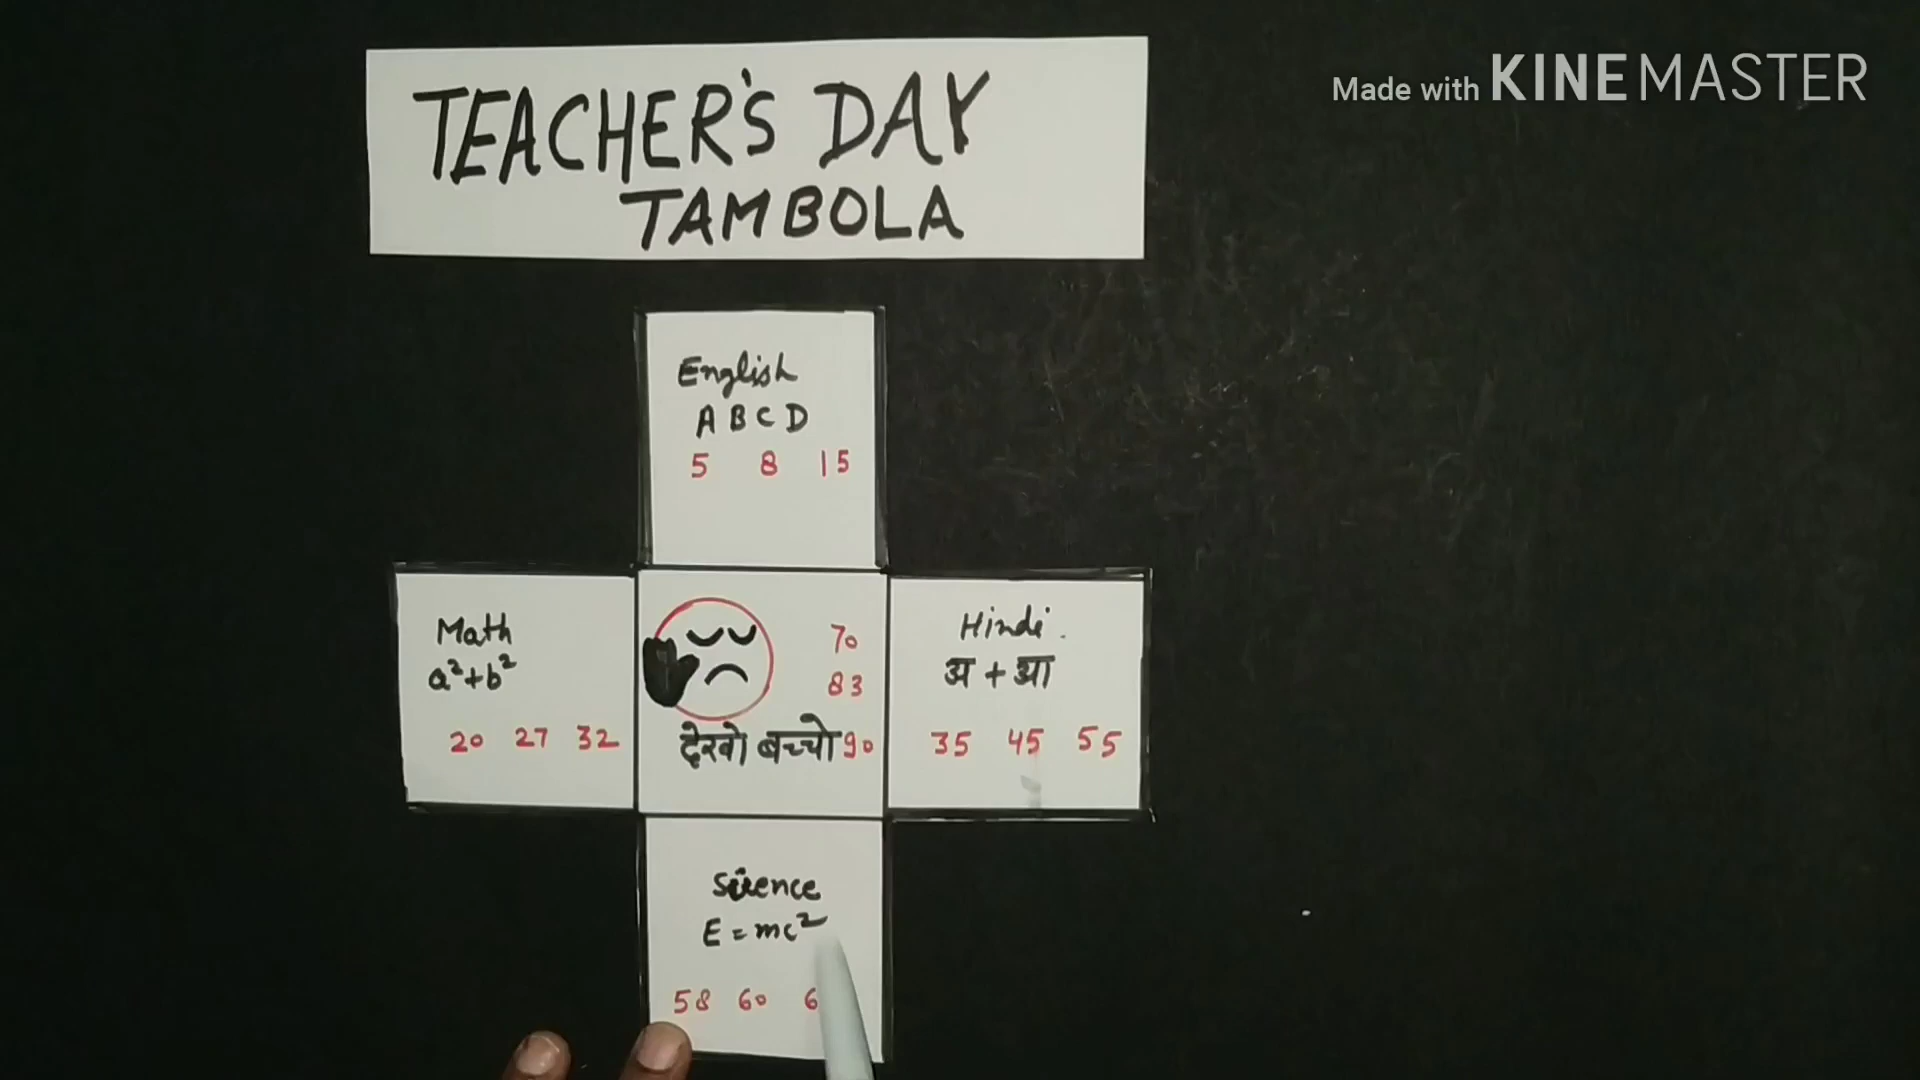 Made with KINEMASTER
TEACHER'S DAY
TAMBOLA
English
A B C D
5 8 15
Math
a²+b²
20 27 32
70
83
देखो बच्चो 90
Hindi.
अ + आ
35 45 55
Science
E = mc²
58 60